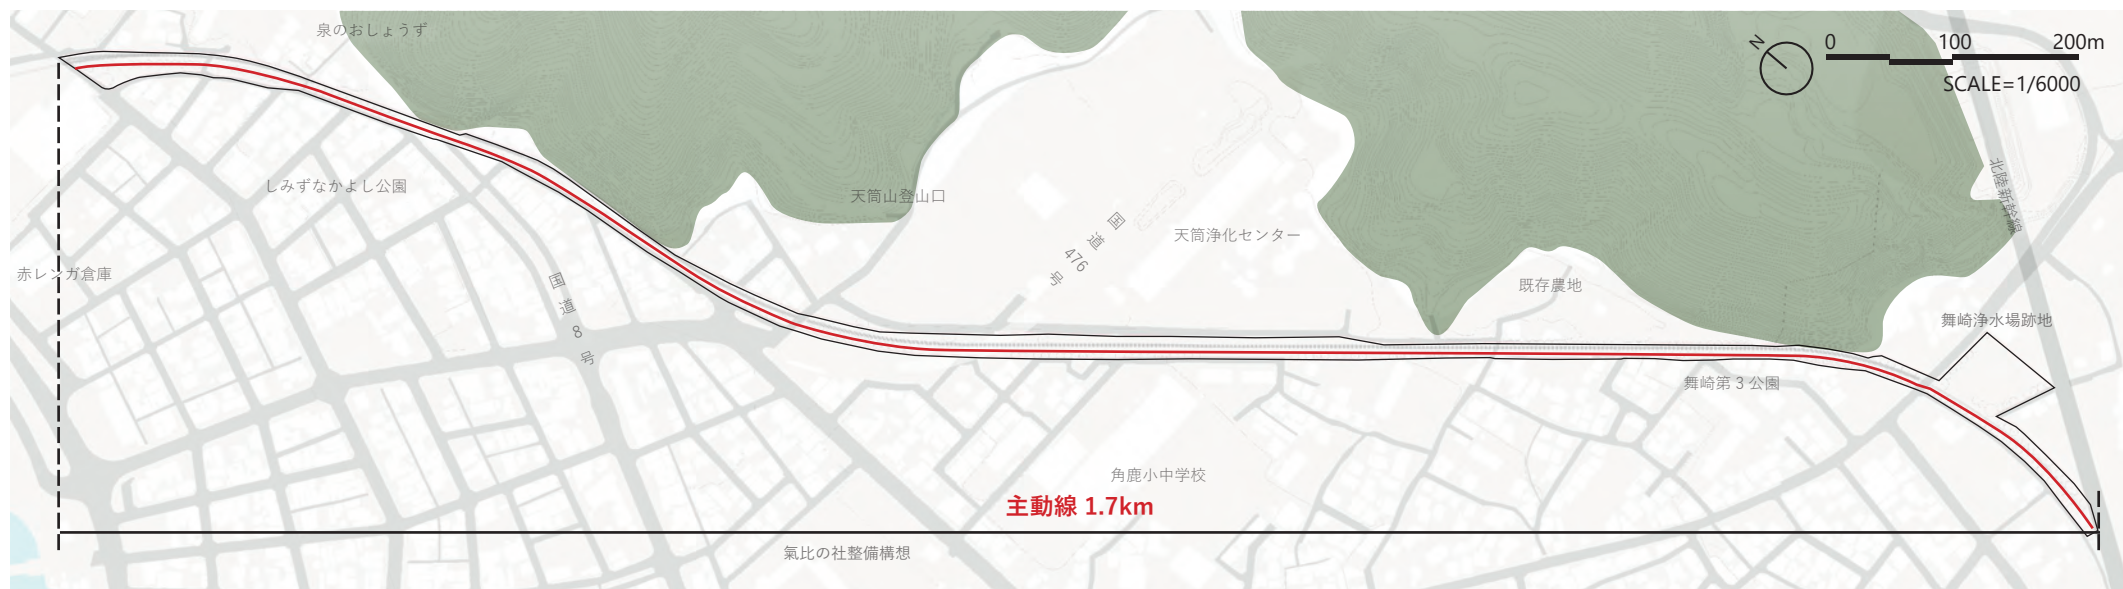 泉のおしょうず
N
0 100 200m
SCALE=1/6000
北陸新幹線
しみずなかよし公園
天筒山登山口
国道476号
天筒浄化センター
赤レンガ倉庫
国道8号
既存農地
舞崎浄水場跡地
舞崎第3公園
角鹿小中学校
主動線 1.7km
氣比の社整備構想